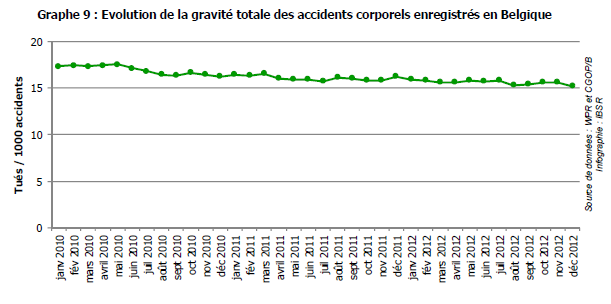 Graphe 9 : Evolution de la gravité totale des accidents corporels enregistrés en Belgique
20
15
10
5
0
Tués / 1000 accidents
janv 2010
fév 2010
mars 2010
avril 2010
mai 2010
juin 2010
juil 2010
août 2010
sept 2010
oct 2010
nov 2010
déc 2010
janv 2011
fév 2011
mars 2011
avril 2011
mai 2011
juin 2011
juil 2011
août 2011
sept 2011
oct 2011
nov 2011
déc 2011
janv 2012
fév 2012
mars 2012
avril 2012
mai 2012
juin 2012
juil 2012
août 2012
sept 2012
oct 2012
nov 2012
déc 2012
Source de données : WPR et CGOP/B
Infographie : IBSR